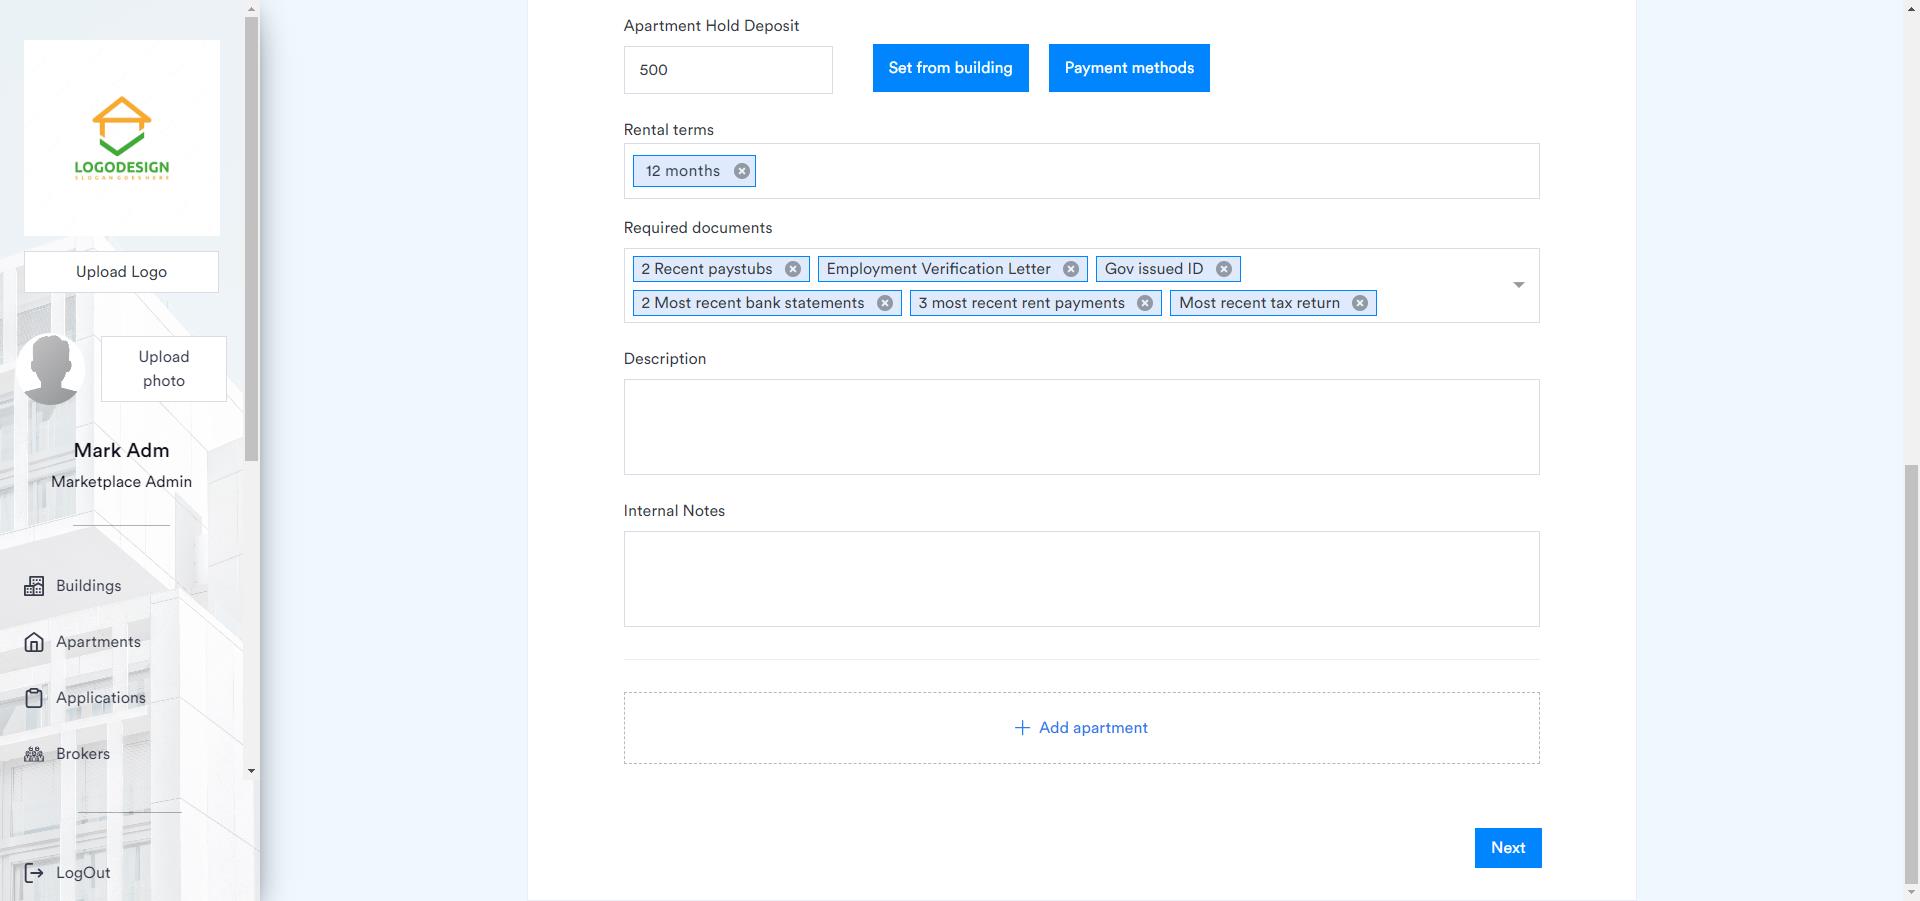 LOGODESIGN
SLOGANGOESHERE
Upload Logo
Upload
photo
Mark Adm
Marketplace Admin
Buildings
Apartments
Applications
Brokers
LogOut
Apartment Hold Deposit
500
Set from building
Payment methods
Rental terms
12 months
Required documents
2 Recent paystubs
Employment Verification Letter
Gov issued ID
2 Most recent bank statements
3 most recent rent payments
Most recent tax return
Description
Internal Notes
Add apartment
Next